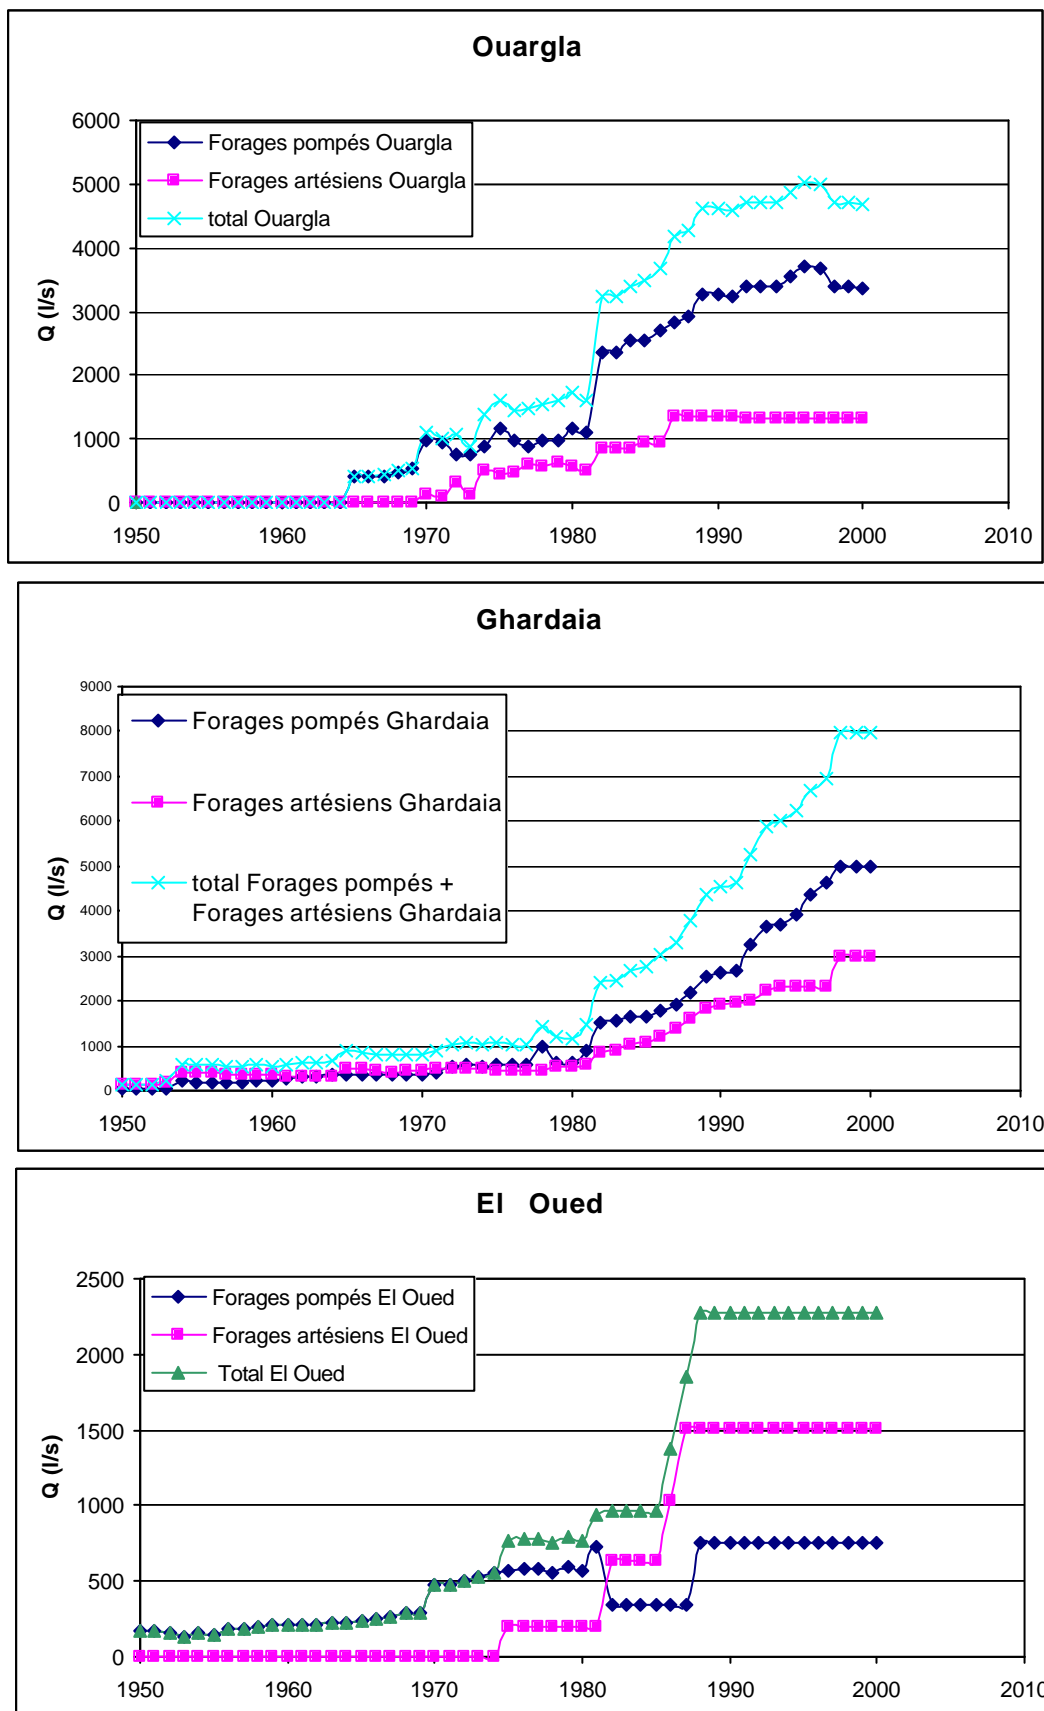 Ouargla
6000
5000
4000
3000
2000
1000
0
Q (l/s)
Forages pompés Ouargla
Forages artésiens Ouargla
total Ouargla
1950 1960 1970 1980 1990 2000 2010
Ghardaia
9000
8000
7000
6000
5000
4000
3000
2000
1000
0
Q (l/s)
Forages pompés Ghardaia
Forages artésiens Ghardaia
total Forages pompés +
Forages artésiens Ghardaia
1950 1960 1970 1980 1990 2000 2010
El Oued
2500
2000
1500
1000
500
0
Q (l/s)
Forages pompés El Oued
Forages artésiens El Oued
Total El Oued
1950 1960 1970 1980 1990 2000 2010